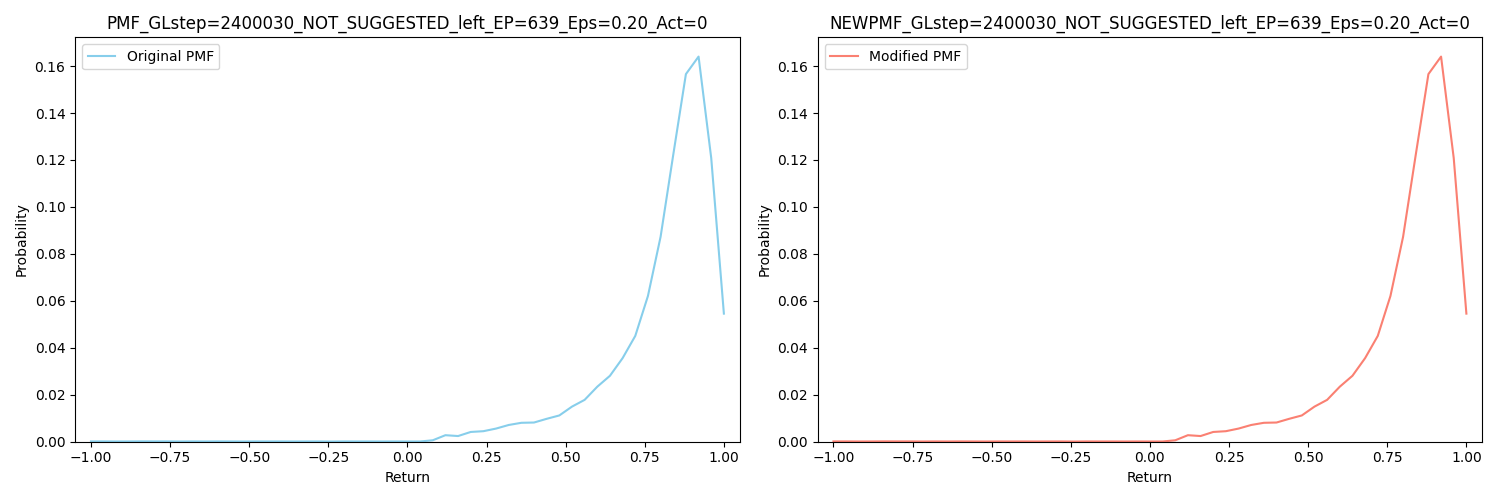 PMF_GLstep=2400030_NOT_SUGGESTED_left_EP=639_Eps=0.20_Act=0
Original PMF
0.16
0.14
0.12
0.10
0.08
0.06
0.04
0.02
0.00
Probability
−1.00 −0.75 −0.50 −0.25 0.00 0.25 0.50 0.75 1.00
Return
NEWPMF_GLstep=2400030_NOT_SUGGESTED_left_EP=639_Eps=0.20_Act=0
Modified PMF
0.16
0.14
0.12
0.10
0.08
0.06
0.04
0.02
0.00
Probability
−1.00 −0.75 −0.50 −0.25 0.00 0.25 0.50 0.75 1.00
Return